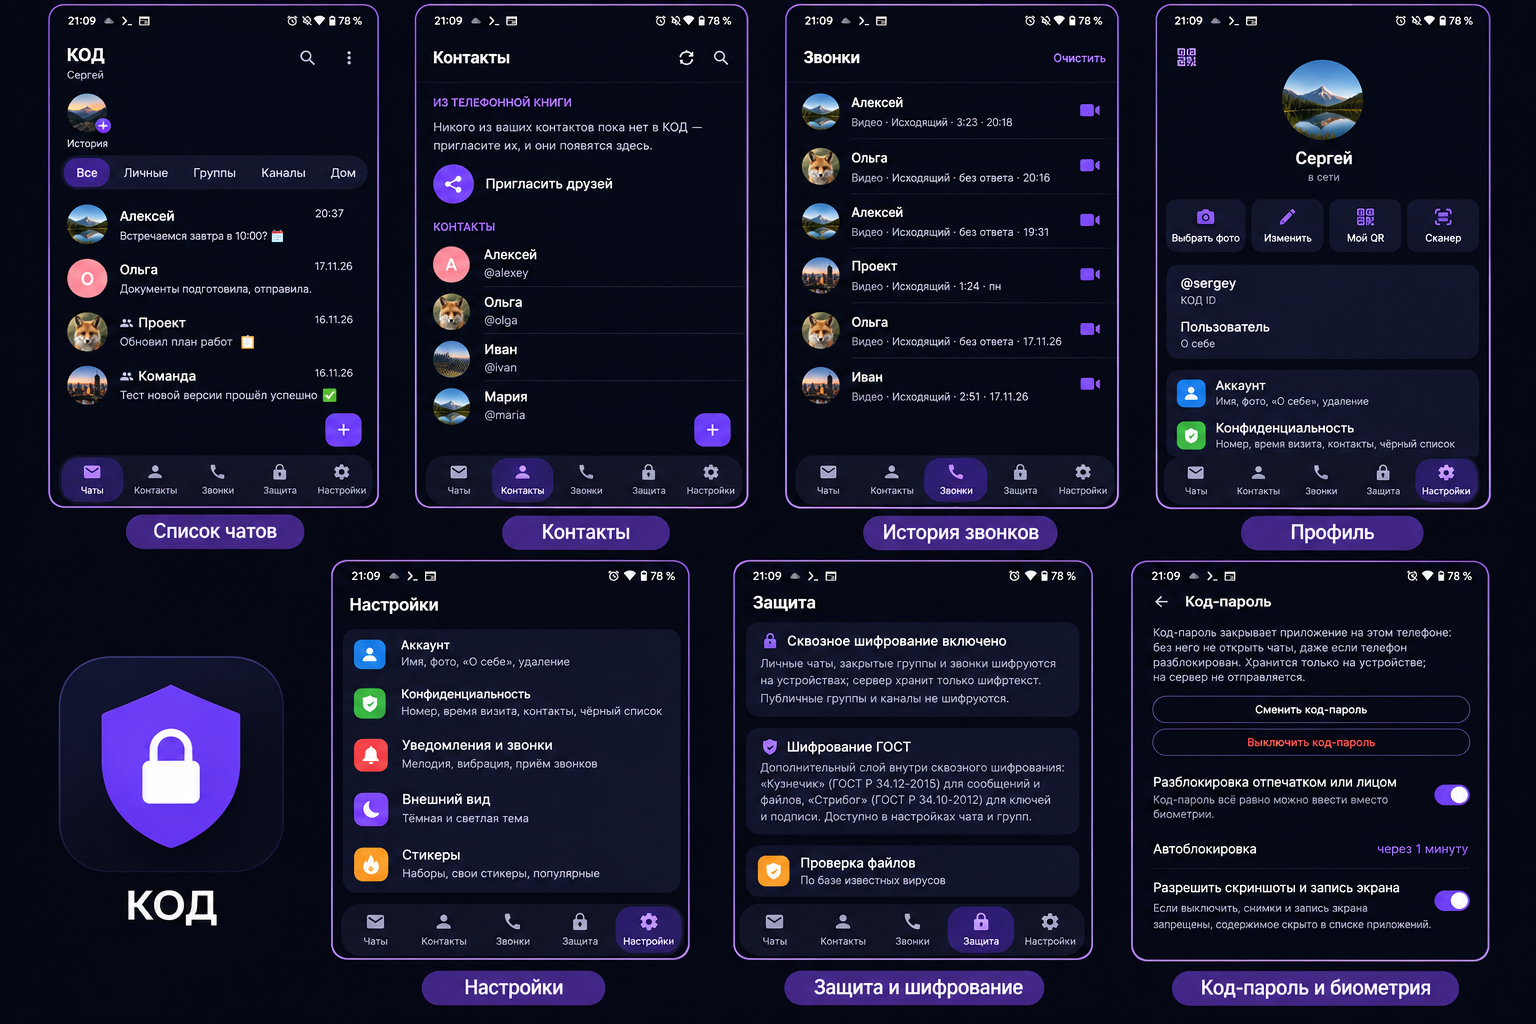 21:09
78 %
КОД
Сергей
История
Все Личные Группы Каналы Дом
Алексей 20:37
Встречаемся завтра в 10:00?
О
Ольга 17.11.26
Документы подготовила, отправила.
Проект 16.11.26
Обновил план работ
Команда 16.11.26
Тест новой версии прошёл успешно
Чаты Контакты Звонки Защита Настройки
Список чатов
21:09
78 %
Контакты
ИЗ ТЕЛЕФОННОЙ КНИГИ
Никого из ваших контактов пока нет в КОД —
пригласите их, и они появятся здесь.
Пригласить друзей
КОНТАКТЫ
А
Алексей
@alexey
Ольга
@olga
Иван
@ivan
Мария
@maria
Чаты Контакты Звонки Защита Настройки
Контакты
21:09
78 %
Звонки Очистить
Алексей
Видео · Исходящий · 3:23 · 20:18
Ольга
Видео · Исходящий · без ответа · 20:16
Алексей
Видео · Исходящий · без ответа · 19:31
Проект
Видео · Исходящий · 1:24 · пн
Ольга
Видео · Исходящий · без ответа · 17.11.26
Иван
Видео · Исходящий · 2:51 · 17.11.26
Чаты Контакты Звонки Защита Настройки
История звонков
21:09
78 %
Сергей
в сети
Выбрать фото Изменить Мой QR Сканер
@sergey
КОД ID
Пользователь
О себе
Аккаунт
Имя, фото, «О себе», удаление
Конфиденциальность
Номер, время визита, контакты, чёрный список
Чаты Контакты Звонки Защита Настройки
Профиль
КОД
21:09
78 %
Настройки
Аккаунт
Имя, фото, «О себе», удаление
Конфиденциальность
Номер, время визита, контакты, чёрный список
Уведомления и звонки
Мелодия, вибрация, приём звонков
Внешний вид
Тёмная и светлая тема
Стикеры
Наборы, свои стикеры, популярные
Чаты Контакты Звонки Защита Настройки
Настройки
21:09
78 %
Защита
Сквозное шифрование включено
Личные чаты, закрытые группы и звонки шифруются
на устройствах; сервер хранит только шифртекст.
Публичные группы и каналы не шифруются.
Шифрование ГОСТ
Дополнительный слой внутри сквозного шифрования:
«Кузнечик» (ГОСТ Р 34.12-2015) для сообщений и
файлов, «Стрибог» (ГОСТ Р 34.10-2012) для ключей
и подписи. Доступно в настройках чата и групп.
Проверка файлов
По базе известных вирусов
Чаты Контакты Звонки Защита Настройки
Защита и шифрование
21:09
78 %
Код-пароль
Код-пароль закрывает приложение на этом телефоне:
без него не открыть чаты, даже если телефон
разблокирован. Хранится только на устройстве;
на сервер не отправляется.
Сменить код-пароль
Выключить код-пароль
Разблокировка отпечатком или лицом
Код-пароль всё равно можно ввести вместо
биометрии.
Автоблокировка через 1 минуту
Разрешить скриншоты и запись экрана
Если выключить, снимки и запись экрана
запрещены, содержимое скрыто в списке приложений.
Код-пароль и биометрия